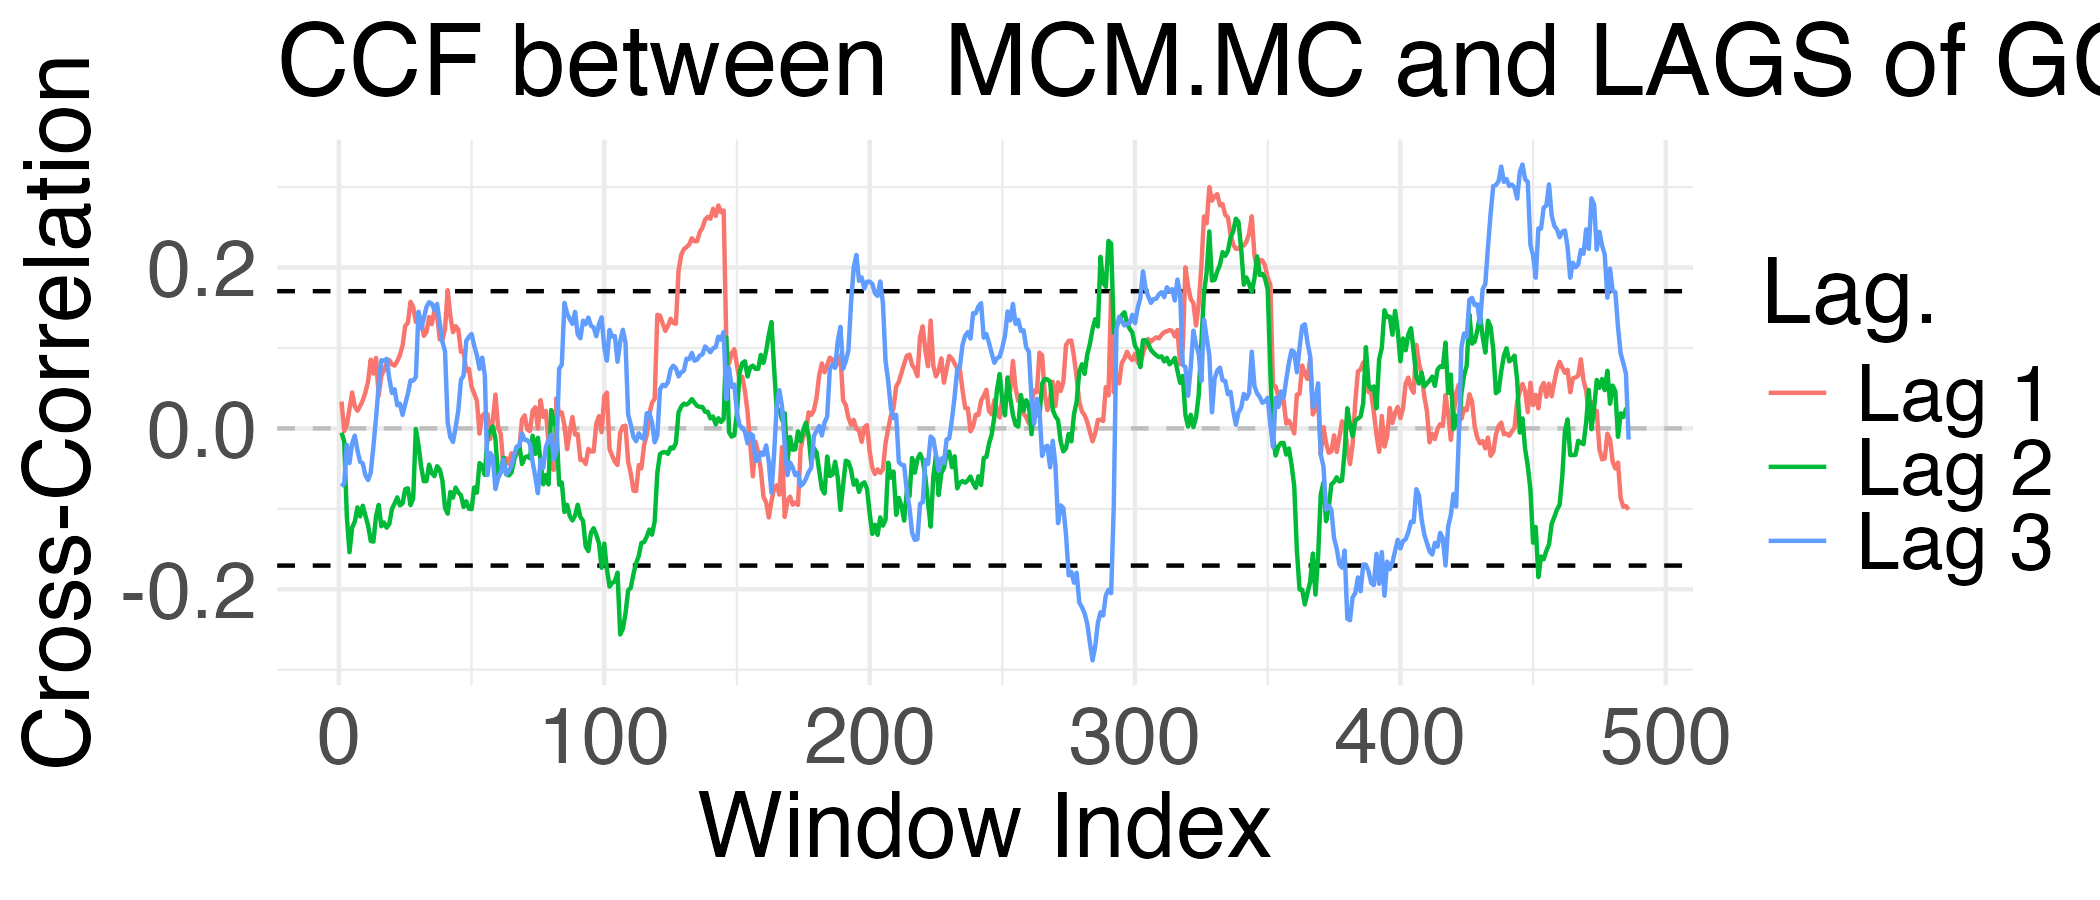 CCF between MCM.MC and LAGS of
Cross-Correlation
0.2
0.0
-0.2
0
100
200
300
400
500
Window Index
Lag.
Lag 1
Lag 2
Lag 3